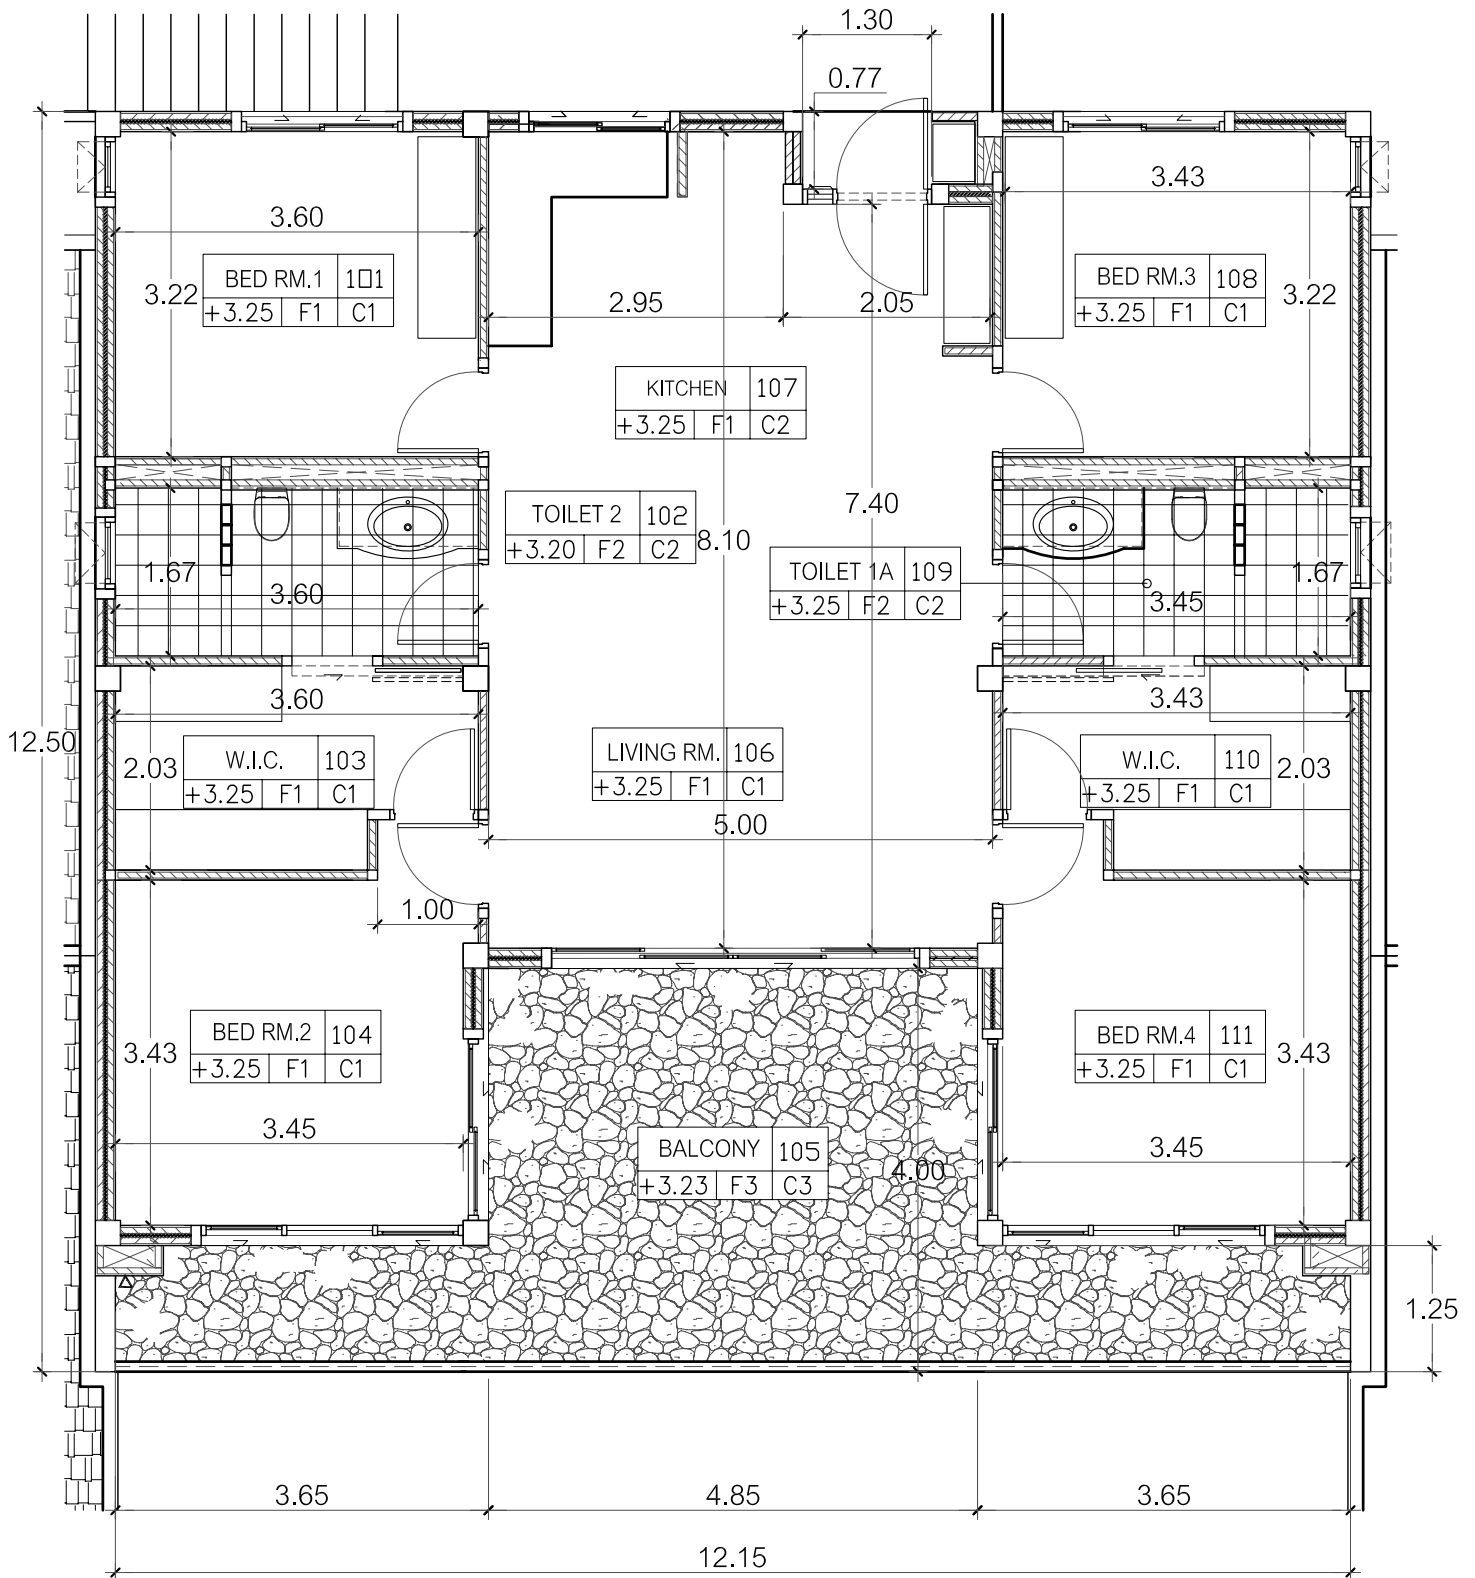 1.30
0.77
3.60
3.43
BED RM.1 101
+3.25 F1 C1
3.22
2.95
2.05
BED RM.3 108
+3.25 F1 C1
3.22
KITCHEN 107
+3.25 F1 C2
7.40
TOILET 2 102
+3.20 F2 C2
8.10
TOILET 1A 109
+3.25 F2 C2
1.67
3.60
1.67
3.45
3.60
3.43
12.50
W.I.C. 103
+3.25 F1 C1
2.03
LIVING RM. 106
+3.25 F1 C1
W.I.C. 110
+3.25 F1 C1
2.03
5.00
1.00
BED RM.2 104
+3.25 F1 C1
3.43
BED RM.4 111
+3.25 F1 C1
3.43
3.45
BALCONY 105
+3.23 F3 C3
4.00
3.45
1.25
3.65
4.85
3.65
12.15